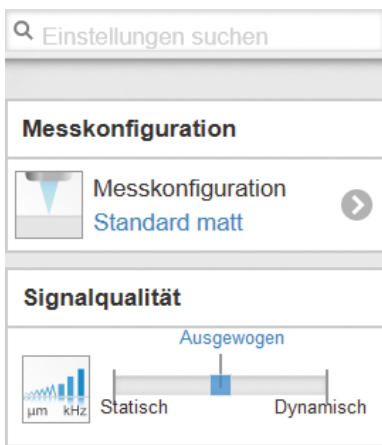 Einstellungen suchen
Messkonfiguration
Messkonfiguration
Standard matt
Signalqualität
Ausgewogen
µm kHz
Statisch Dynamisch